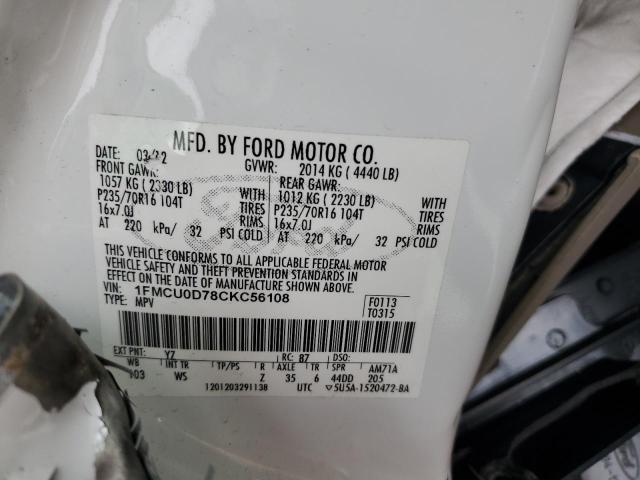 MFD. BY FORD MOTOR CO.
DATE: 03/12 GVWR: 2014 KG ( 4440 LB)
FRONT GAWR: REAR GAWR:
1057 KG ( 2330 LB) WITH 1012 KG ( 2230 LB) WITH
P235/70R16 104T TIRES P235/70R16 104T TIRES
16x7.0J RIMS 16x7.0J RIMS
AT 220 kPa/ 32 PSI COLD AT 220 kPa/ 32 PSI COLD
THIS VEHICLE CONFORMS TO ALL APPLICABLE FEDERAL MOTOR
VEHICLE SAFETY AND THEFT PREVENTION STANDARDS IN
EFFECT ON THE DATE OF MANUFACTURE SHOWN ABOVE.
VIN: 1FMCU0D78CKC56108 F0113
TYPE: MPV T0315
EXT PNT: YZ RC: 87 DSO:
WB INT TR TP/PS R AXLE TR SPR AM71A
03 WS Z 35 6 44DD 205
1201203291138 UTC ▽5U5A-1520472-BA
Ford